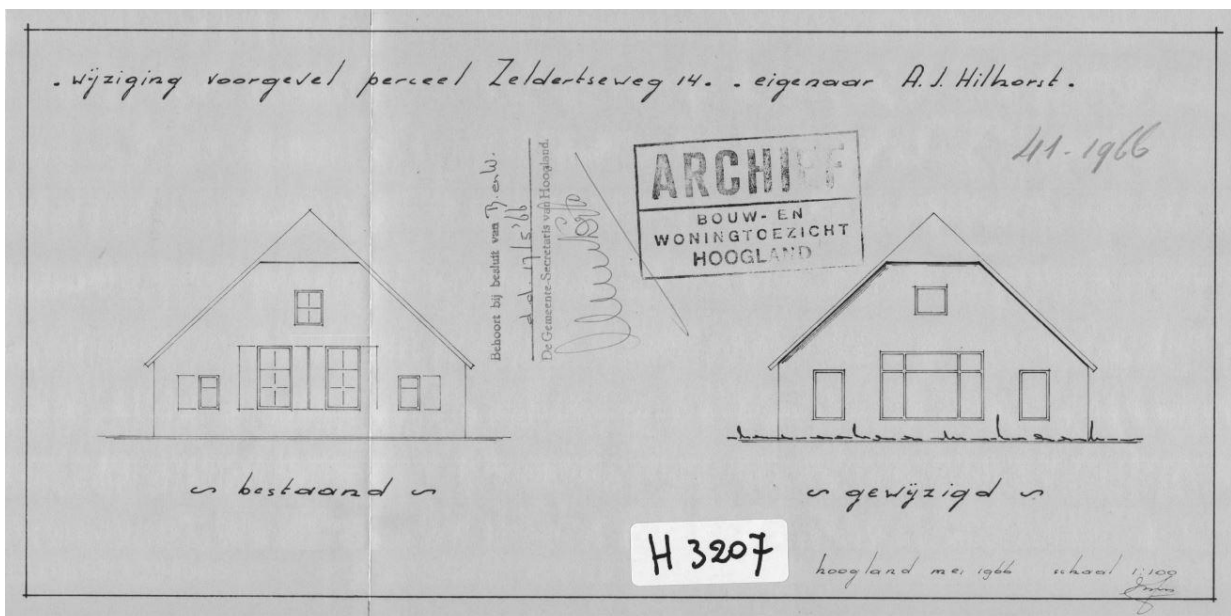 . wijziging voorgevel perceel Zeldertseweg 14. . eigenaar A.J. Hilhorst.
41-1966
Behoort bij besluit van B. en W.
d.d. 17/5 '66
De Gemeente-Secretaris van Hoogland.
ARCHIEF
BOUW- EN
WONINGTOEZICHT
HOOGLAND
~ bestaand ~
~ gewijzigd ~
H 3207
hoogland mei 1966 schaal 1:100